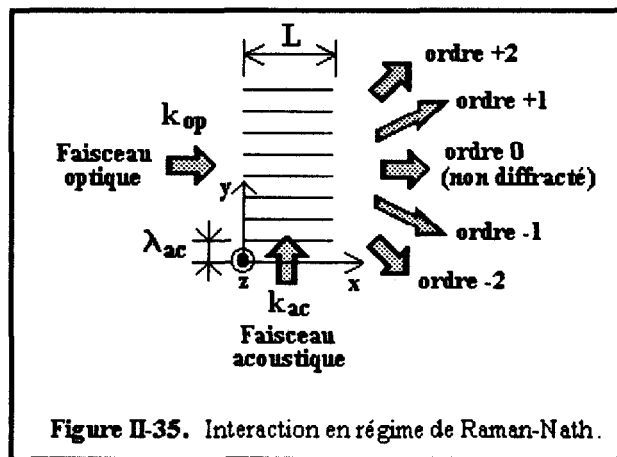 L
ordre +2
k op
ordre +1
Faisceau
optique
ordre 0
(non diffracté)
y
λac
ordre -1
z
x
ordre -2
kac
Faisceau
acoustique
Figure II-35. Interaction en régime de Raman-Nath.